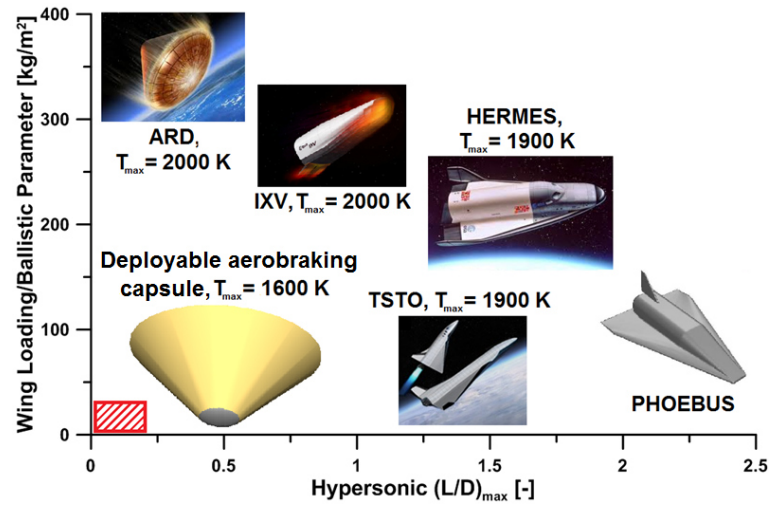 Wing Loading/Ballistic Parameter [kg/m²]
400
300
200
100
0
ARD,
Tmax= 2000 K
IXV, Tmax= 2000 K
HERMES,
Tmax= 1900 K
Deployable aerobraking
capsule, Tmax= 1600 K
TSTO, Tmax= 1900 K
PHOEBUS
0
0.5
1
1.5
2
2.5
Hypersonic (L/D)max [-]